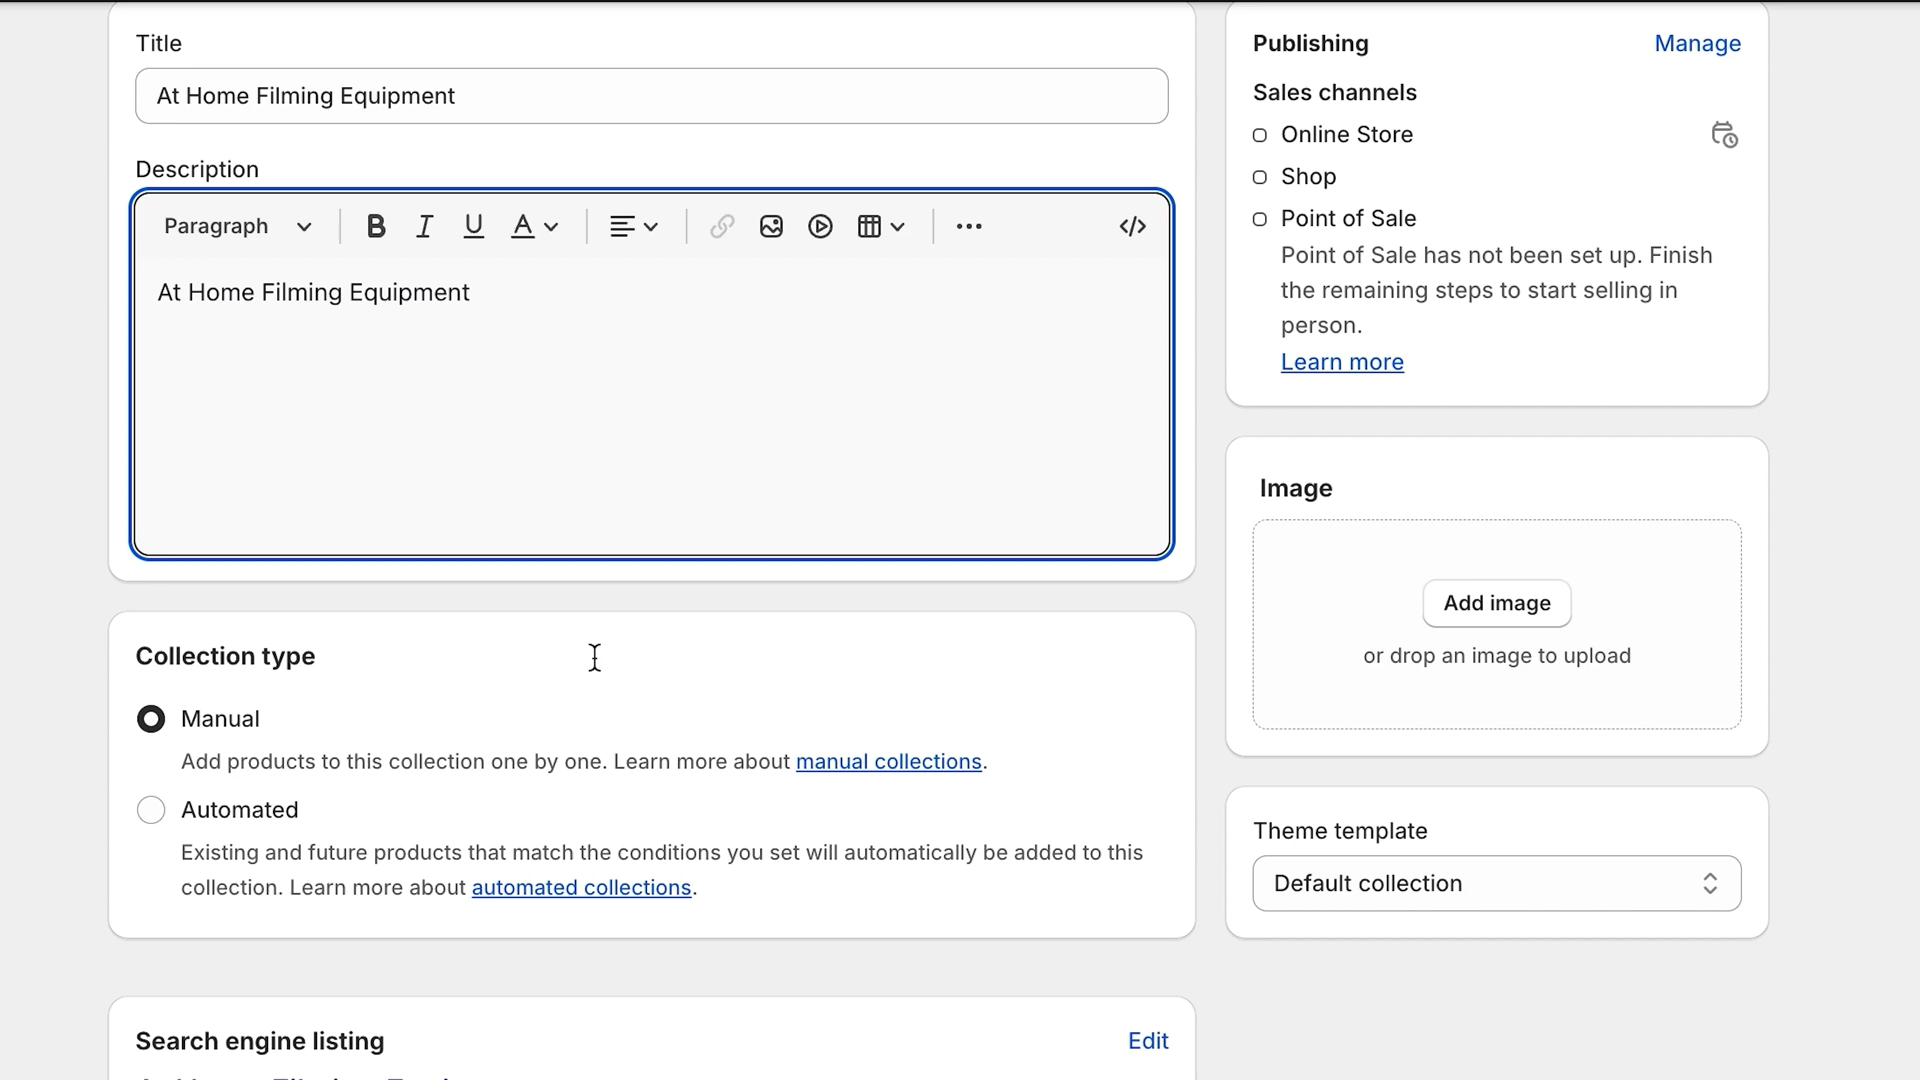 Title
At Home Filming Equipment
Description
Paragraph
At Home Filming Equipment
Collection type
Manual
Add products to this collection one by one. Learn more about manual collections.
Automated
Existing and future products that match the conditions you set will automatically be added to this
collection. Learn more about automated collections.
Search engine listing
Edit
Publishing
Manage
Sales channels
Online Store
Shop
Point of Sale
Point of Sale has not been set up. Finish
the remaining steps to start selling in
person.
Learn more
Image
Add image
or drop an image to upload
Theme template
Default collection